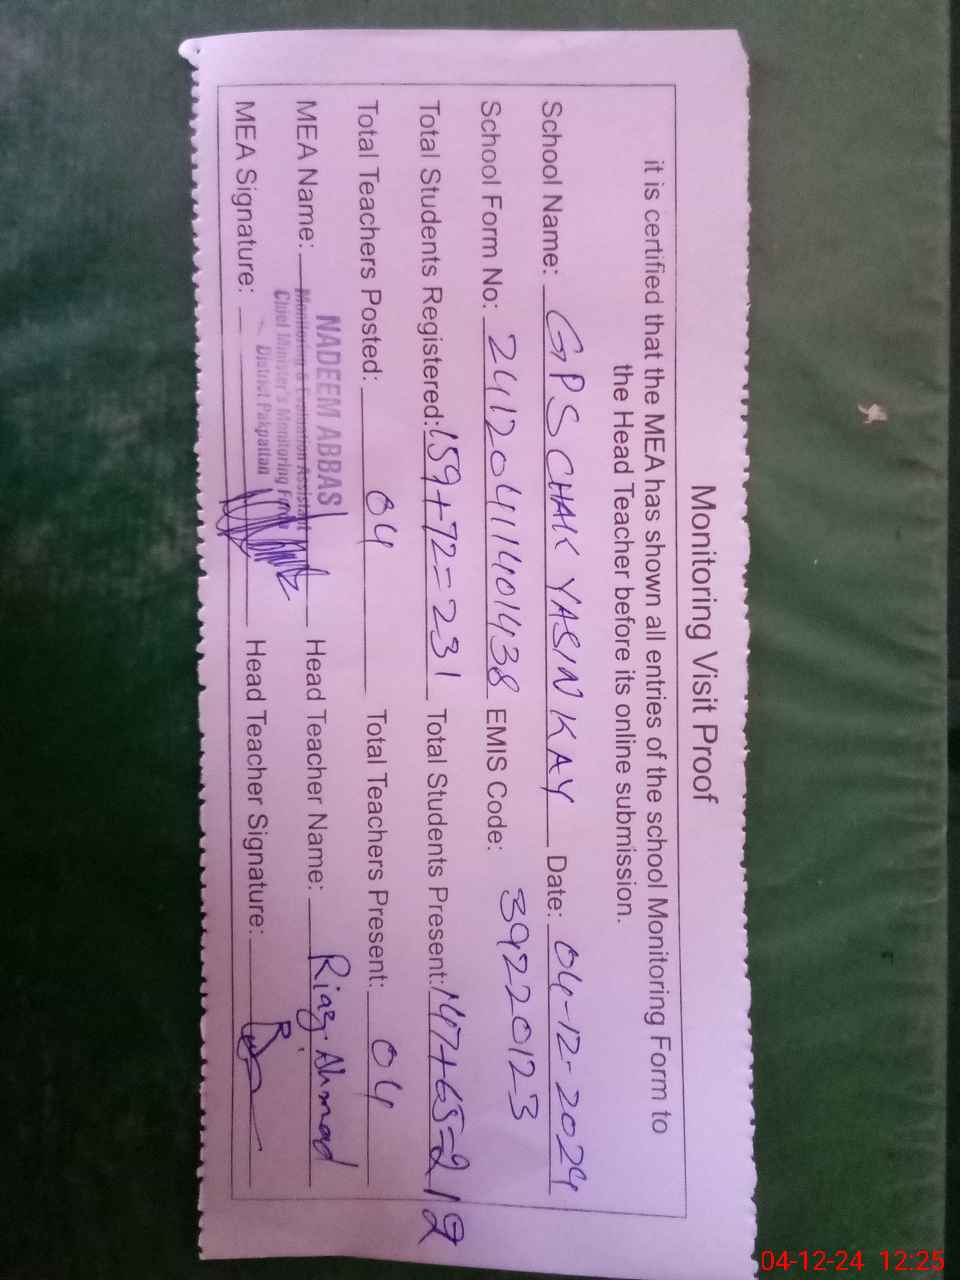 Monitoring Visit Proof
it is certified that the MEA has shown all entries of the school Monitoring Form to
the Head Teacher before its online submission.
School Name: GPS CHAK YASIN KAY Date: 04-12-2024
School Form No: 24120411401438 EMIS Code: 39220123
Total Students Registered: 159+72=231 Total Students Present: 147+65=212
Total Teachers Posted: 04 Total Teachers Present: 04
NADEEM ABBAS
MEA Name: Head Teacher Name: Riaz Ahmad
Monitoring & Evaluation Assistant
Chief Minister's Monitoring Force
District Pakpattan
MEA Signature: Head Teacher Signature:
04-12-24 12:25